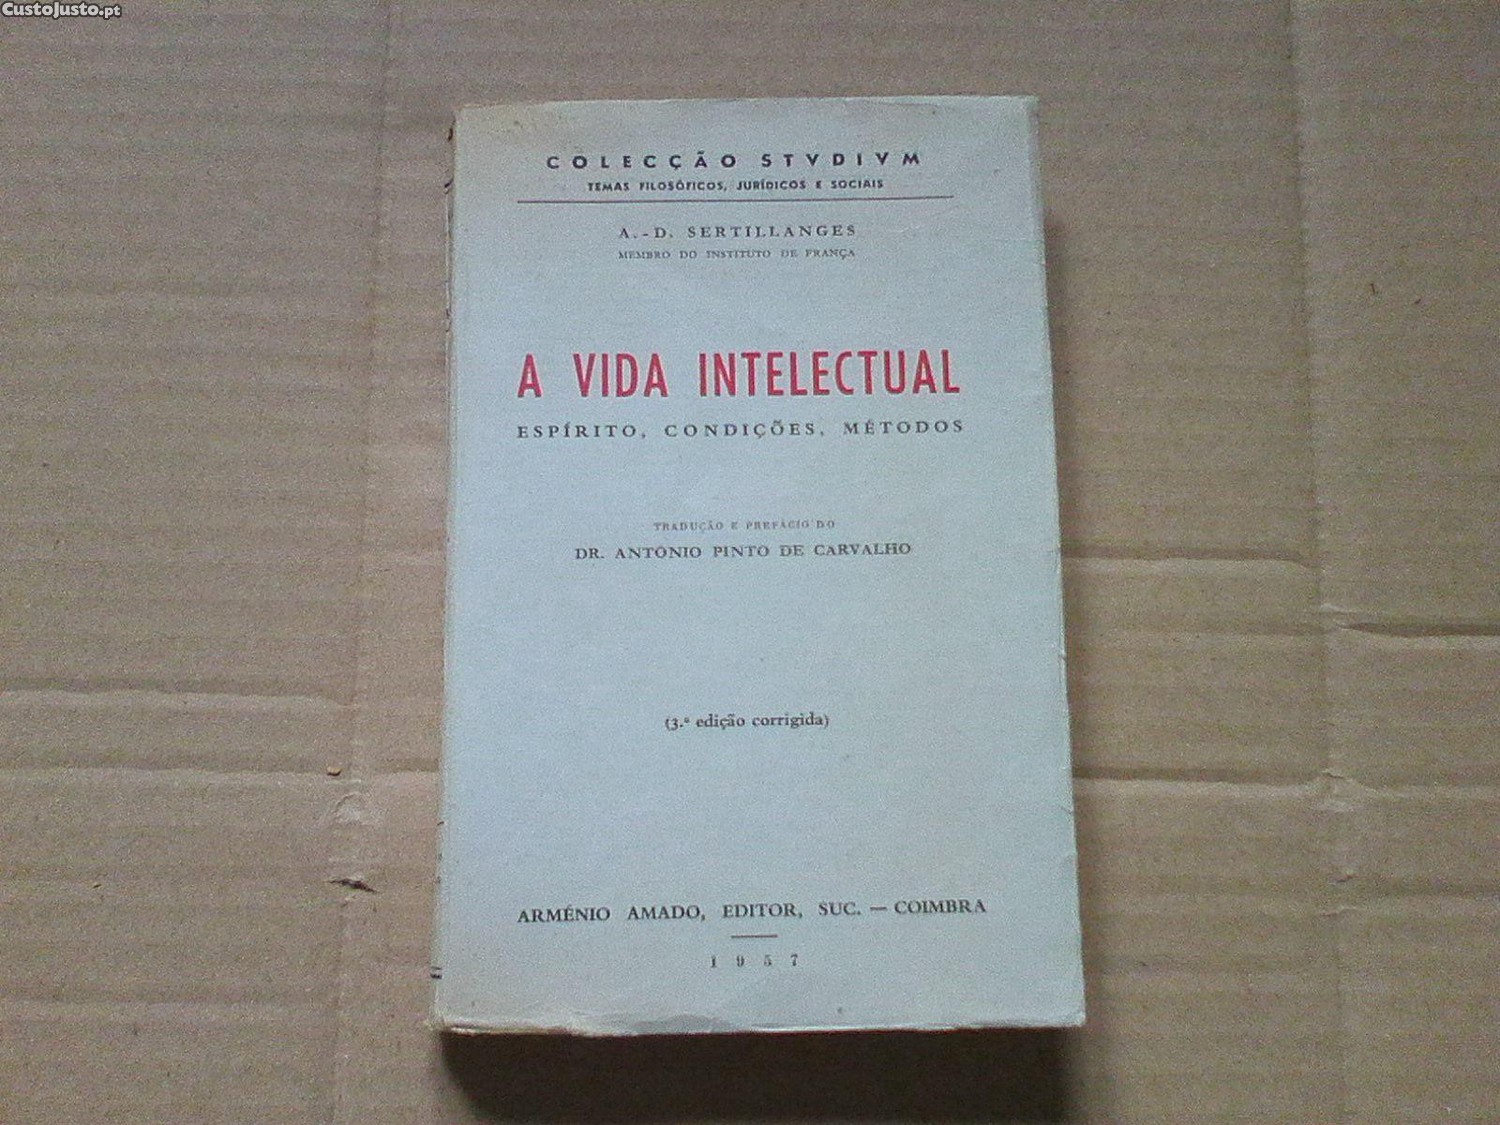 CustoJusto.pt
COLECÇÃO STVDIVM
TEMAS FILOSÓFICOS, JURÍDICOS E SOCIAIS
A.-D. SERTILLANGES
MEMBRO DO INSTITUTO DE FRANÇA
A VIDA INTELECTUAL
ESPÍRITO, CONDIÇÕES, MÉTODOS
TRADUÇÃO E PREFÁCIO DO
DR. ANTÓNIO PINTO DE CARVALHO
(3.ª edição corrigida)
ARMÉNIO AMADO, EDITOR, SUC. — COIMBRA
1957